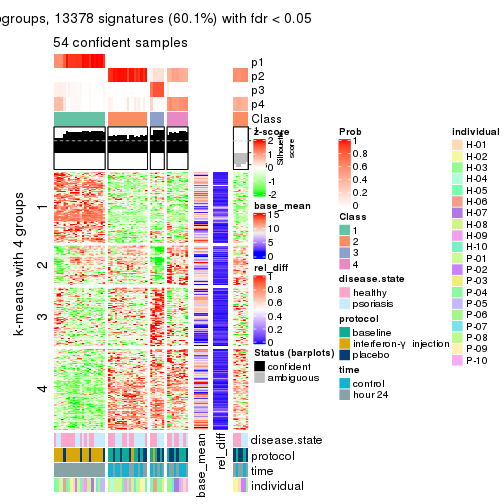 ogroups, 13378 signatures (60.1%) with fdr < 0.05
54 confident samples
p1
p2
p3
p4
Class
Silhouette
score
k-means with 4 groups
1
2
3
4
disease.state
protocol
time
individual
base_mean
rel_diff
z-score
2
1
0
-1
-2
base_mean
15
10
5
0
rel_diff
1
0.8
0.6
0.4
0.2
0
Status (barplots)
confident
ambiguous
Prob
1
0.8
0.6
0.4
0.2
0
Class
1
2
3
4
disease.state
healthy
psoriasis
protocol
baseline
interferon-γ injection
placebo
time
control
hour 24
individual
H-01
H-02
H-03
H-04
H-05
H-06
H-07
H-08
H-09
H-10
P-01
P-02
P-03
P-04
P-05
P-06
P-07
P-08
P-09
P-10